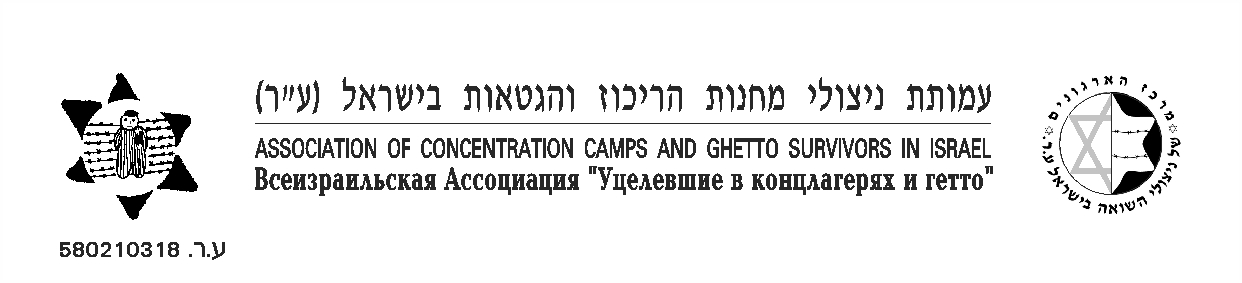 עמותת ניצולי מחנות הריכוז והגטאות בישראל (ע"ר)
ASSOCIATION OF CONCENTRATION CAMPS AND GHETTO SURVIVORS IN ISRAEL
Всеизраильская Ассоциация "Уцелевшие в концлагерях и гетто"
מרכז הארגונים
של ניצולי השואה בישראל ע.ר.
ע.ר. 580210318